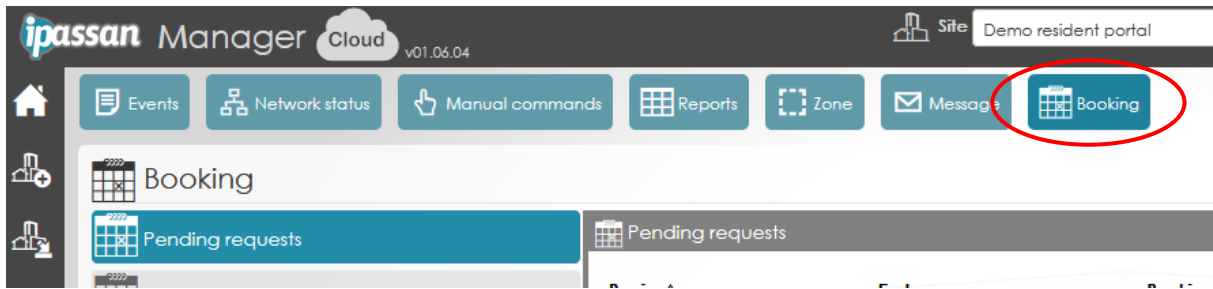 ipassan Manager Cloud v01.06.04 Site Demo resident portal
Events Network status Manual commands Reports Zone Message Booking
Booking
Pending requests Pending requests